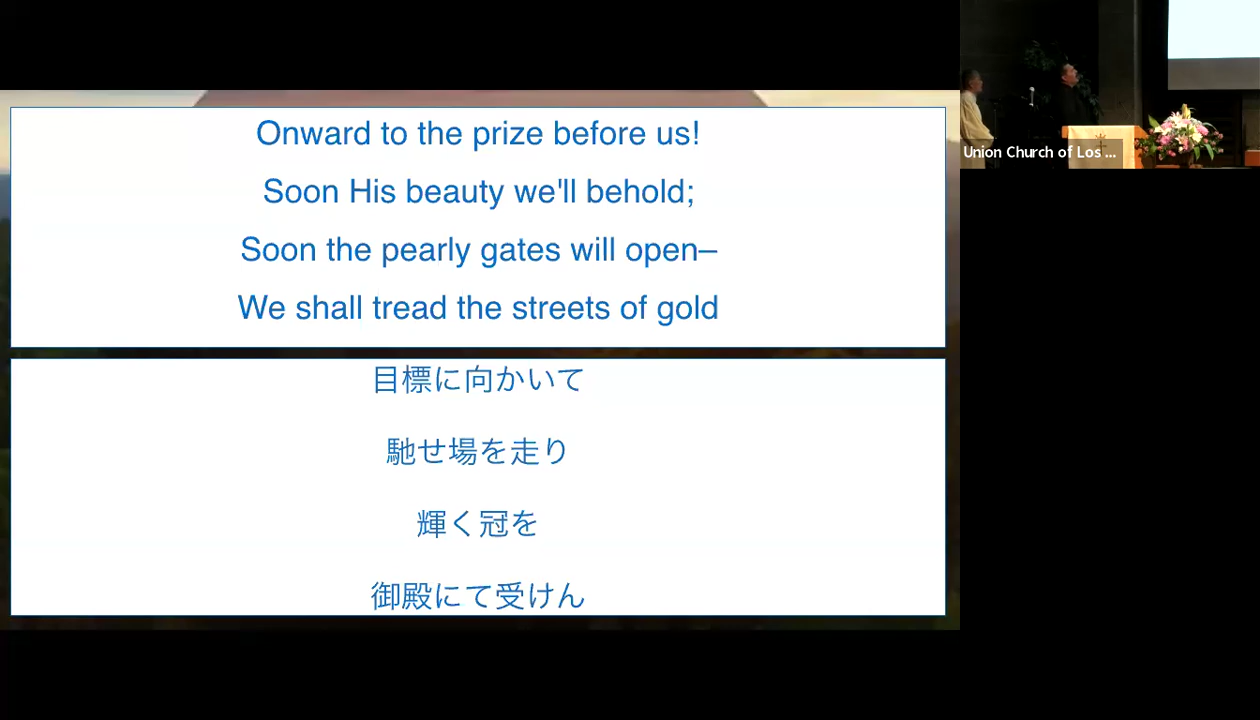 Onward to the prize before us!
Soon His beauty we'll behold;
Soon the pearly gates will open–
We shall tread the streets of gold
目標に向かいて
馳せ場を走り
輝く冠を
御殿にて受けん
Union Church of Los ...